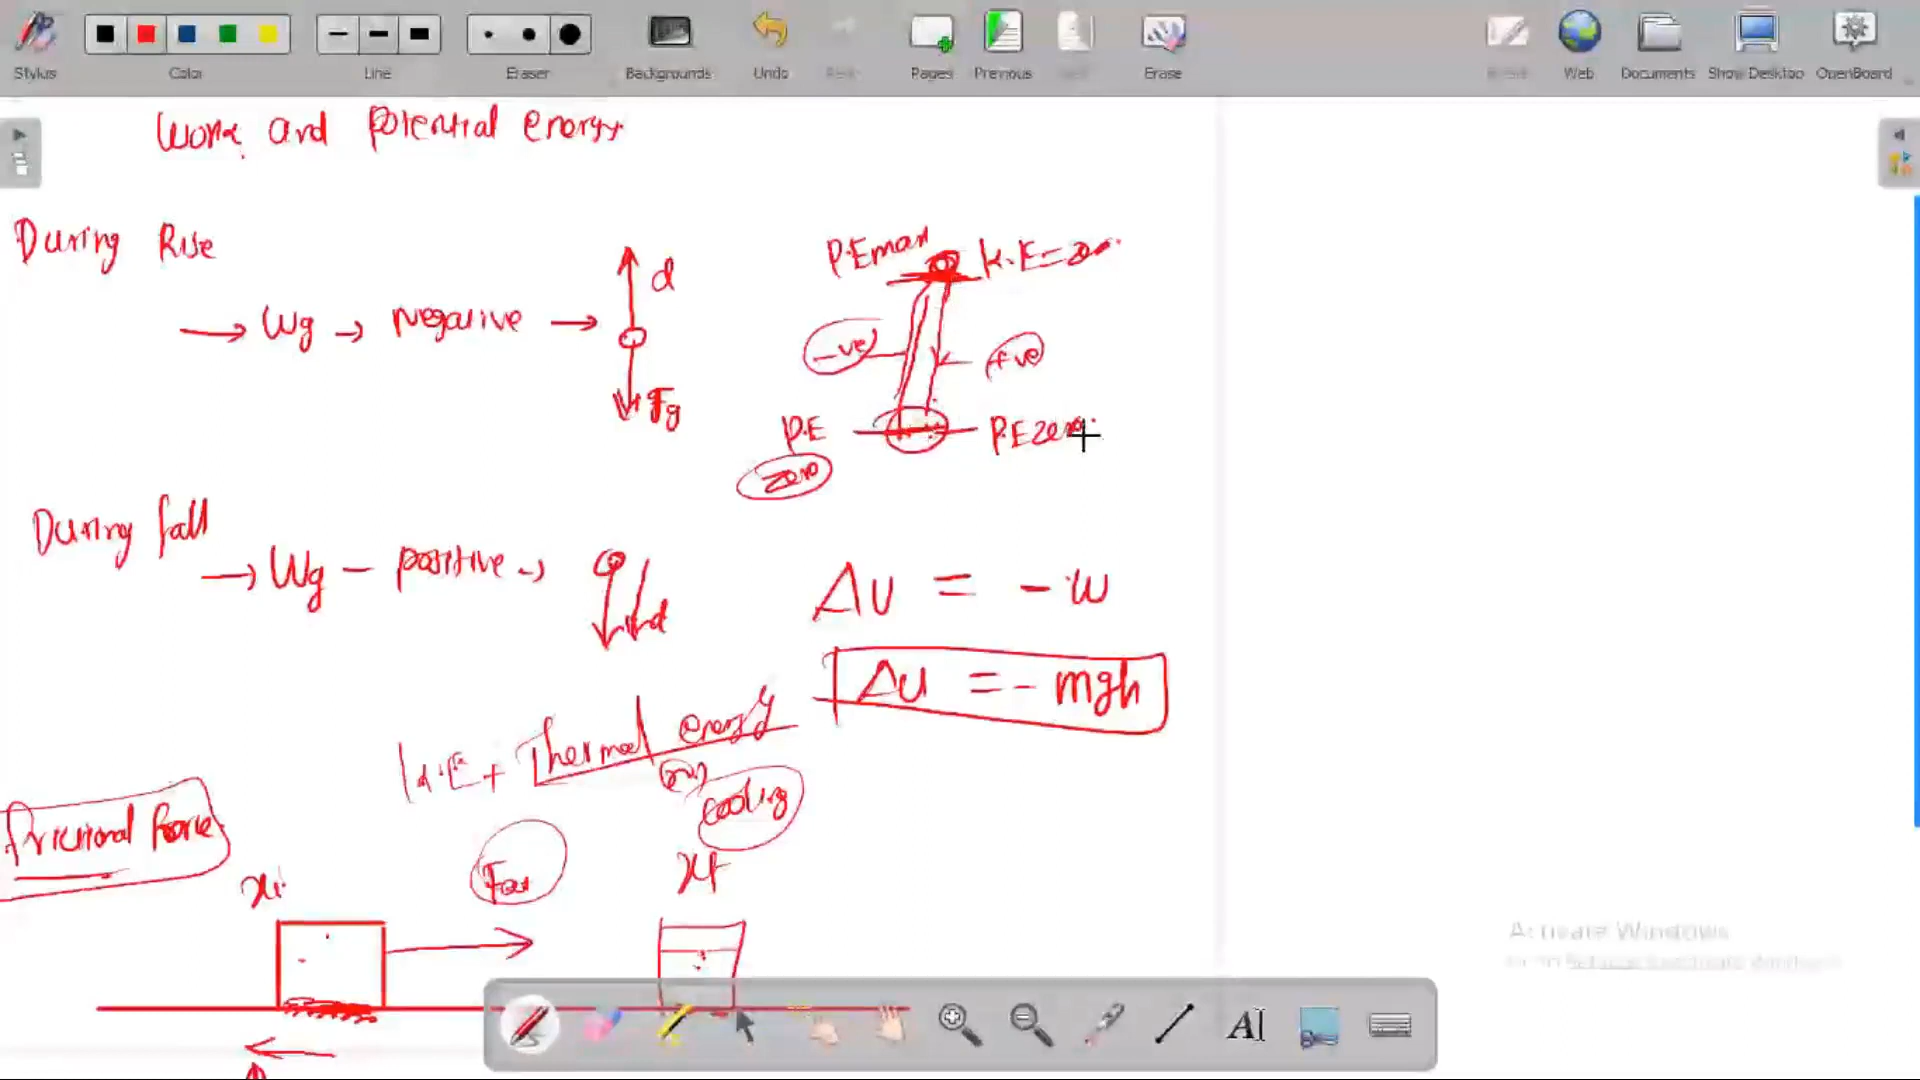 Stylus
Color
Line
Eraser
Backgrounds
Undo
Pages
Previous
Erase
Web
Documents
Show Desktop
OpenBoard
Work and potential energy
During Rise
→ Wg → Negative →
d
Fg
P.E max
K.E =
-ve
+ve
P.E
zero
P.E zero
During fall
→ Wg - positive →
d
ΔU = - W
ΔU = - mgh
K.E + Thermal energy
cooling
frictional force
xi
xf
Activate Windows